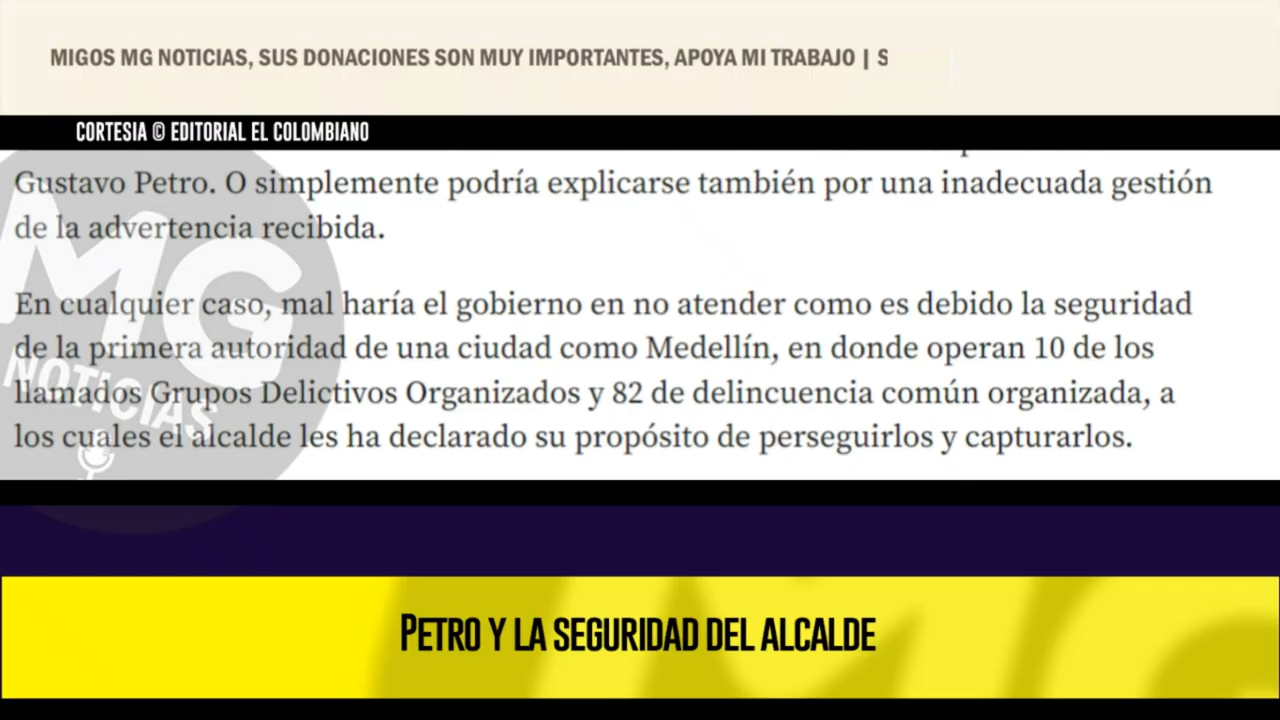 MIGOS MG NOTICIAS, SUS DONACIONES SON MUY IMPORTANTES, APOYA MI TRABAJO | S
CORTESIA © EDITORIAL EL COLOMBIANO
Gustavo Petro. O simplemente podría explicarse también por una inadecuada gestión
de la advertencia recibida.
En cualquier caso, mal haría el gobierno en no atender como es debido la seguridad
de la primera autoridad de una ciudad como Medellín, en donde operan 10 de los
llamados Grupos Delictivos Organizados y 82 de delincuencia común organizada, a
los cuales el alcalde les ha declarado su propósito de perseguirlos y capturarlos.
MG
NOTICIAS
PETRO Y LA SEGURIDAD DEL ALCALDE